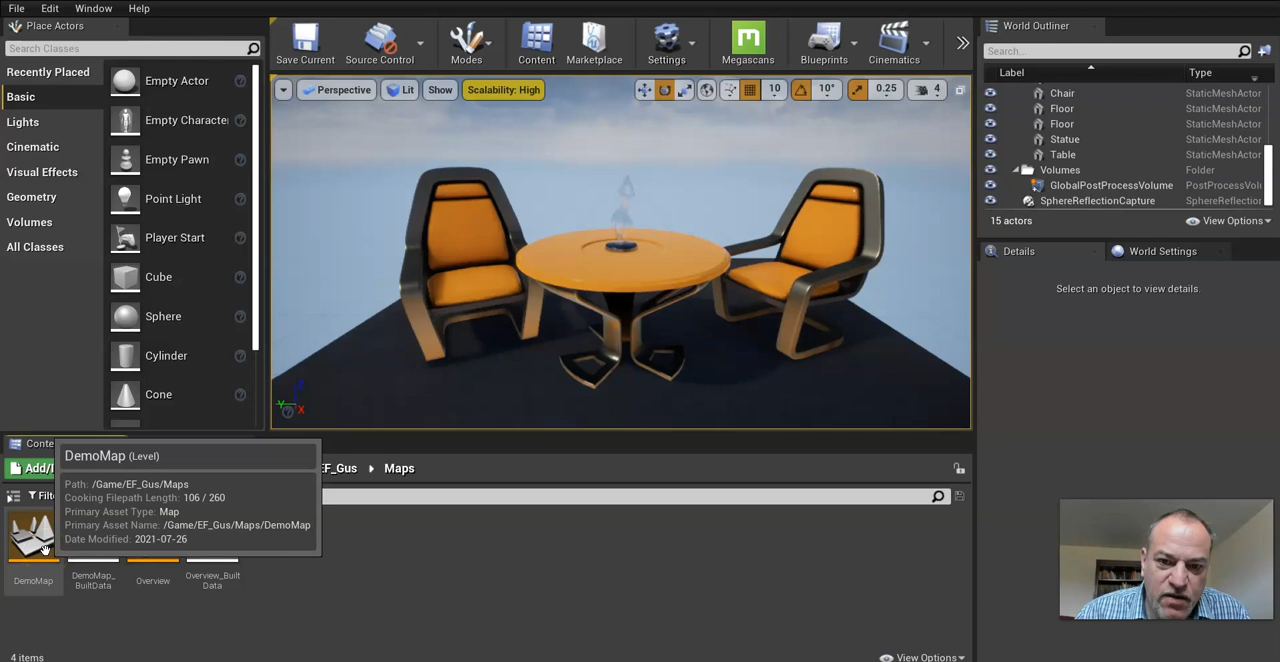 File Edit Window Help
Place Actors
Search Classes
Recently Placed
Basic
Lights
Cinematic
Visual Effects
Geometry
Volumes
All Classes
Empty Actor
Empty Character
Empty Pawn
Point Light
Player Start
Cube
Sphere
Cylinder
Cone
Save Current
Source Control
Modes
Content
Marketplace
Settings
Megascans
Blueprints
Cinematics
Perspective
Lit
Show
Scalability: High
10
10°
0.25
4
Z
Y
X
World Outliner
Search...
Label Type
Chair StaticMeshActor
Floor StaticMeshActor
Floor StaticMeshActor
Statue StaticMeshActor
Table StaticMeshActor
Volumes Folder
GlobalPostProcessVolume PostProcessVolu
SphereReflectionCapture SphereReflection
15 actors View Options
Details World Settings
Select an object to view details.
Conte
Add/I
EF_Gus Maps
Filte
DemoMap (Level)
Path: /Game/EF_Gus/Maps
Cooking Filepath Length: 106 / 260
Primary Asset Type: Map
Primary Asset Name: /Game/EF_Gus/Maps/DemoMap
Date Modified: 2021-07-26
DemoMap
DemoMap_
BuiltData
Overview
Overview_Built
Data
4 items View Options